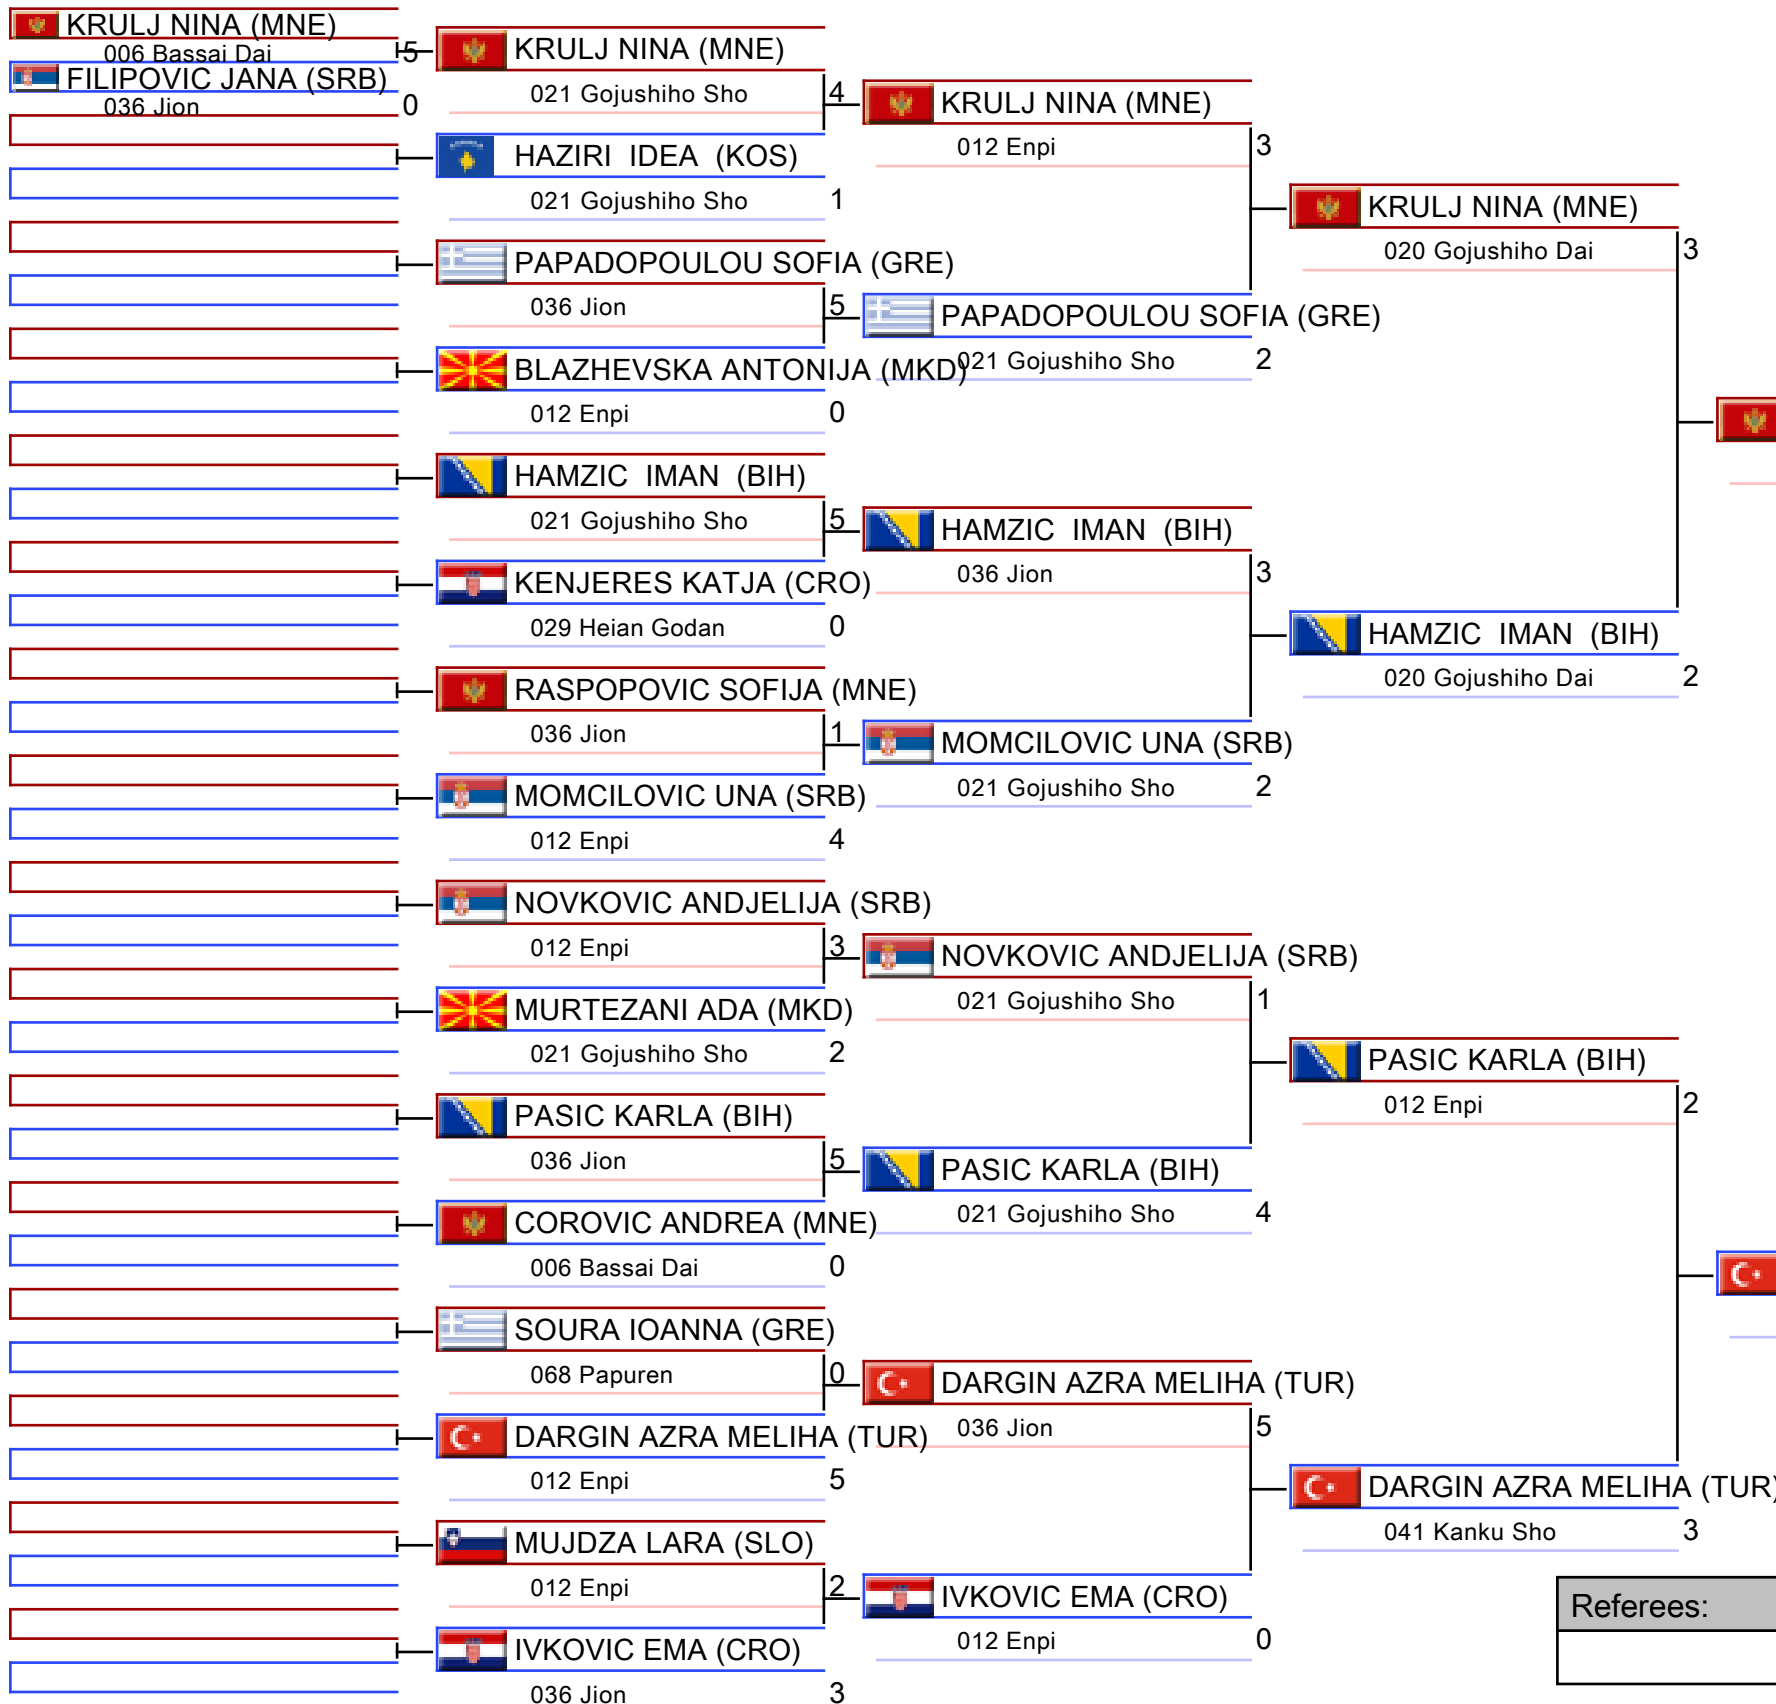 KRULJ NINA (MNE)
006 Bassai Dai
5
FILIPOVIC JANA (SRB)
036 Jion
0
KRULJ NINA (MNE)
021 Gojushiho Sho
4
HAZIRI  IDEA  (KOS)
021 Gojushiho Sho
1
PAPADOPOULOU SOFIA (GRE)
036 Jion
5
BLAZHEVSKA ANTONIJA (MKD)
012 Enpi
0
HAMZIC  IMAN  (BIH)
021 Gojushiho Sho
5
KENJERES KATJA (CRO)
029 Heian Godan
0
RASPOPOVIC SOFIJA (MNE)
036 Jion
1
MOMCILOVIC UNA (SRB)
012 Enpi
4
NOVKOVIC ANDJELIJA (SRB)
012 Enpi
3
MURTEZANI ADA (MKD)
021 Gojushiho Sho
2
PASIC KARLA (BIH)
036 Jion
5
COROVIC ANDREA (MNE)
006 Bassai Dai
0
SOURA IOANNA (GRE)
068 Papuren
0
DARGIN AZRA MELIHA (TUR)
012 Enpi
5
MUJDZA LARA (SLO)
012 Enpi
2
IVKOVIC EMA (CRO)
036 Jion
3
KRULJ NINA (MNE)
012 Enpi
3
PAPADOPOULOU SOFIA (GRE)
021 Gojushiho Sho
2
HAMZIC  IMAN  (BIH)
036 Jion
3
MOMCILOVIC UNA (SRB)
021 Gojushiho Sho
2
NOVKOVIC ANDJELIJA (SRB)
021 Gojushiho Sho
1
PASIC KARLA (BIH)
021 Gojushiho Sho
4
DARGIN AZRA MELIHA (TUR)
036 Jion
5
IVKOVIC EMA (CRO)
012 Enpi
0
KRULJ NINA (MNE)
020 Gojushiho Dai
3
HAMZIC  IMAN  (BIH)
020 Gojushiho Dai
2
PASIC KARLA (BIH)
012 Enpi
2
DARGIN AZRA MELIHA (TUR)
041 Kanku Sho
3
Referees: